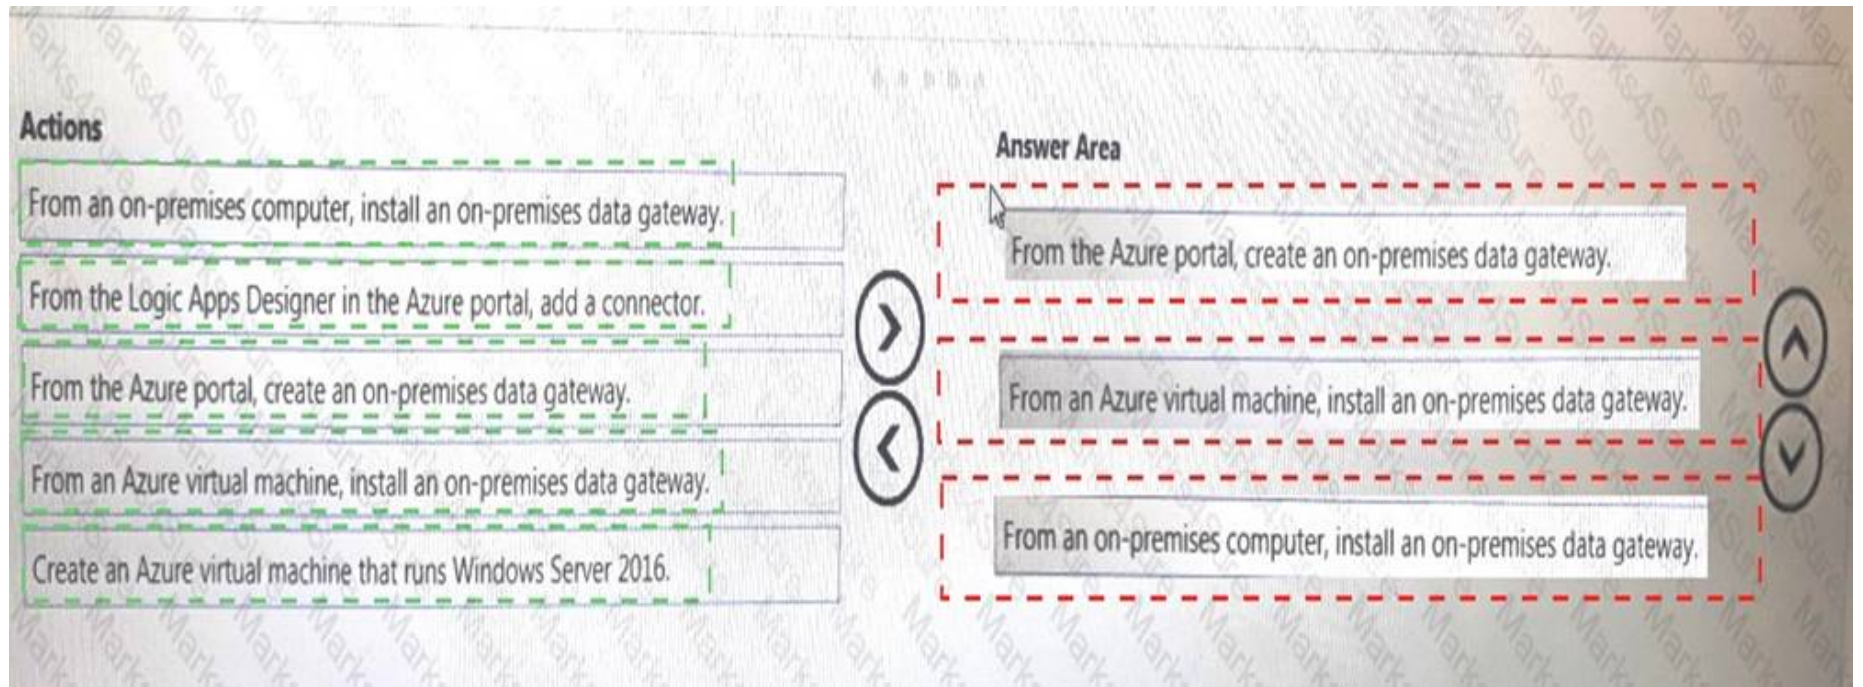 Actions
From an on-premises computer, install an on-premises data gateway.
From the Logic Apps Designer in the Azure portal, add a connector.
From the Azure portal, create an on-premises data gateway.
From an Azure virtual machine, install an on-premises data gateway.
Create an Azure virtual machine that runs Windows Server 2016.
Answer Area
From the Azure portal, create an on-premises data gateway.
From an Azure virtual machine, install an on-premises data gateway.
From an on-premises computer, install an on-premises data gateway.
Marks4Sure